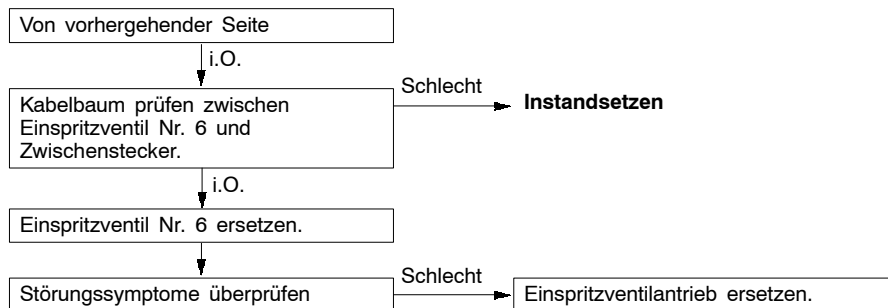 Von vorhergehender Seite
i.O.
Kabelbaum prüfen zwischen
Einspritzventil Nr. 6 und
Zwischenstecker.
Schlecht
Instandsetzen
i.O.
Einspritzventil Nr. 6 ersetzen.
Störungssymptome überprüfen
Schlecht
Einspritzventilantrieb ersetzen.